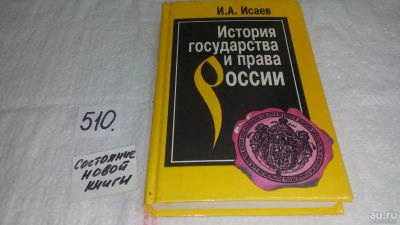 И.А. Исаев
История
государства
и права
России
510.
СОСТОЯНИЕ
НОВОЙ
КНИГИ
au.ru